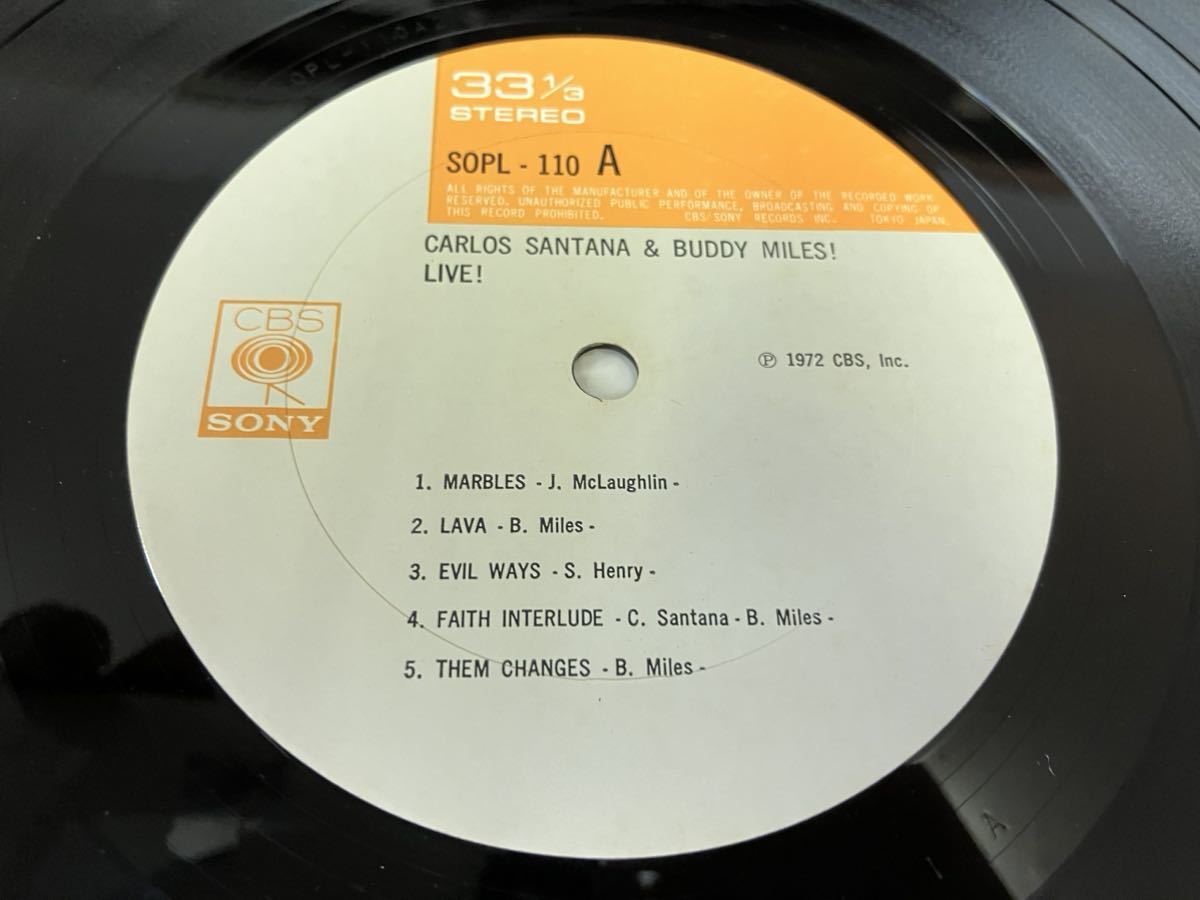 33 1/3
STEREO
SOPL - 110 A
ALL RIGHTS OF THE MANUFACTURER AND OF THE OWNER OF THE RECORDED WORK
RESERVED. UNAUTHORIZED PUBLIC PERFORMANCE, BROADCASTING AND COPYING OF
THIS RECORD PROHIBITED. CBS/SONY RECORDS INC. TOKYO JAPAN.
CARLOS SANTANA & BUDDY MILES!
LIVE!
CBS
SONY
℗ 1972 CBS, Inc.
1. MARBLES - J. McLaughlin -
2. LAVA - B. Miles -
3. EVIL WAYS - S. Henry -
4. FAITH INTERLUDE - C. Santana - B. Miles -
5. THEM CHANGES - B. Miles -
A